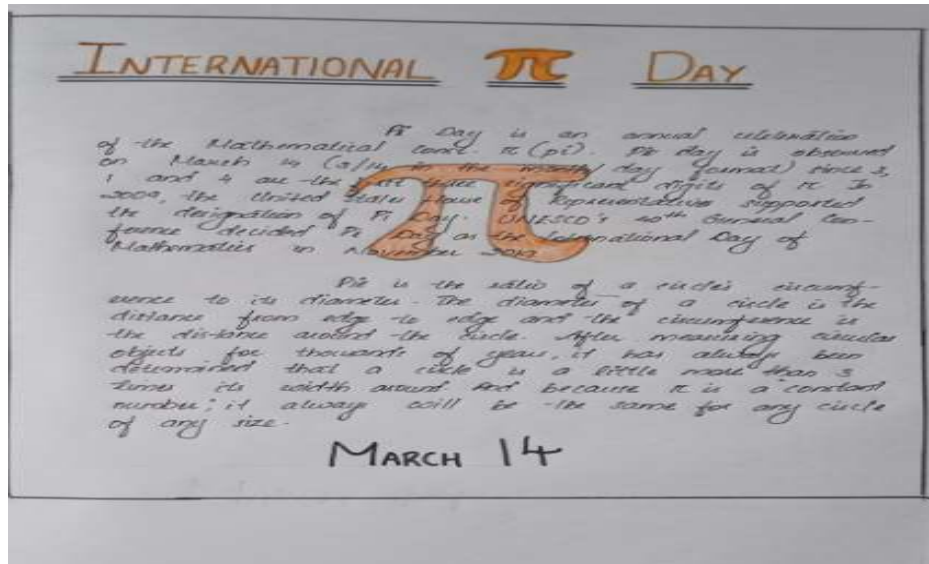 INTERNATIONAL π DAY
Pi Day is an annual celebration
of the Mathematical const. π (pi). Pi day is observed
on March 14 (3/14 in the month/day format) since 3,
1 and 4 are the first three significant digits of π In
2009, the United States House of Representatives supported
the designation of Pi Day. UNESCO's 40th General Con-
ference decided Pi Day as the International Day of
Mathematics in November 2019
Pi is the ratio of a circles circumf-
erence to its diameter. The diameter of a circle is the
distance from edge to edge and the circumference is
the distance around the circle. After measuring circular
objects for thousands of years, it has always been
determined that a circle is a little more than 3
times its width around And because π is a constant
number; it always will be the same for any circle
of any size.
MARCH 14